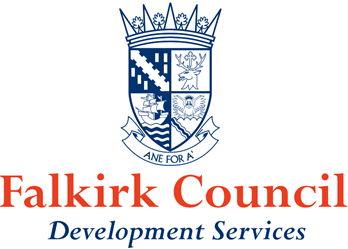 ANE FOR A'
Falkirk Council
Development Services